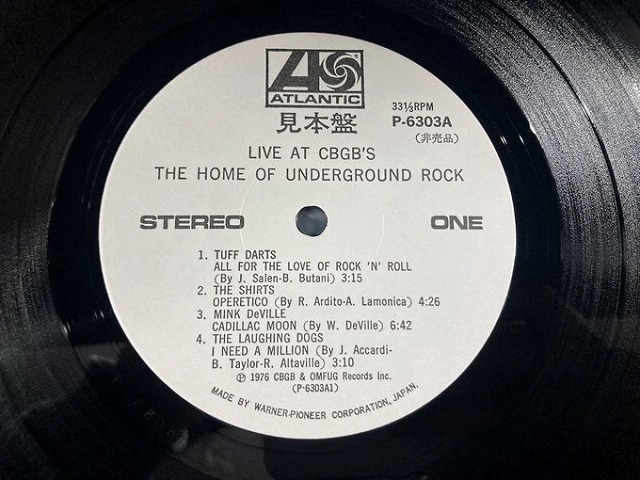 ATLANTIC
見本盤
33⅓RPM
P-6303A
(非売品)
LIVE AT CBGB'S
THE HOME OF UNDERGROUND ROCK
STEREO
ONE
1. TUFF DARTS
ALL FOR THE LOVE OF ROCK 'N' ROLL
(By J. Salen-B. Butani) 3:15
2. THE SHIRTS
OPERETICO (By R. Ardito-A. Lamonica) 4:26
3. MINK DeVILLE
CADILLAC MOON (By W. DeVille) 6:42
4. THE LAUGHING DOGS
I NEED A MILLION (By J. Accardi-
B. Taylor-R. Altaville) 3:10
Ⓟ 1976 CBGB & OMFUG Records Inc.
(P-6303A1)
MADE BY WARNER-PIONEER CORPORATION, JAPAN.